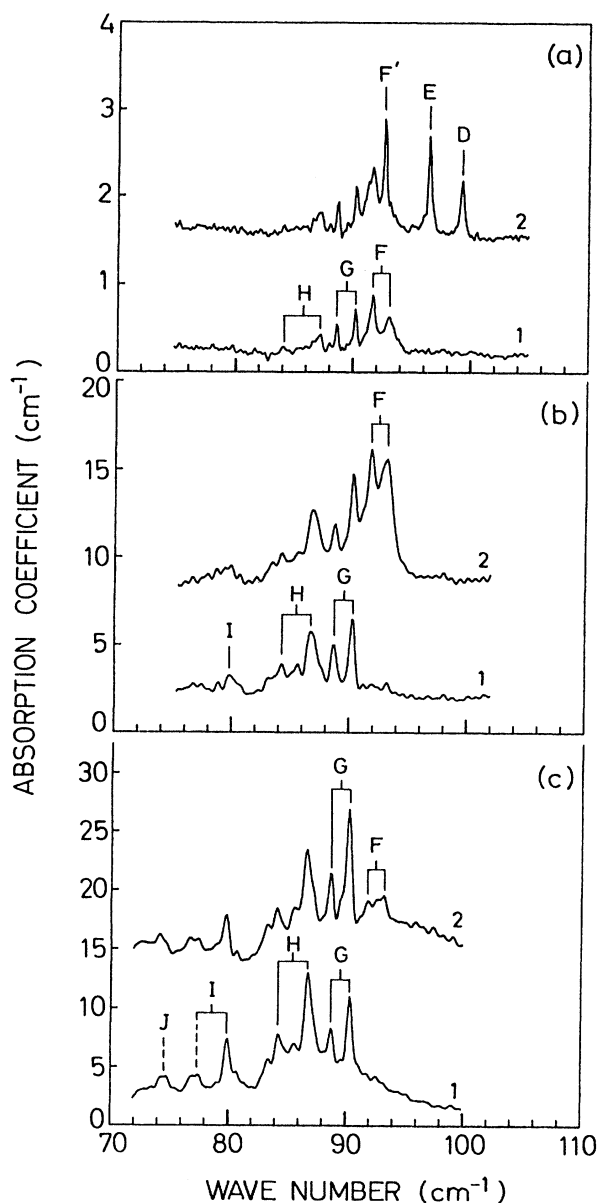 4
(a)
F′
E
D
3
2
2
F
G
H
1
1
0
20
(b)
F
15
2
10
G
H
I
5
1
0
G
(c)
30
F
25
20
2
15
H
G
I
10
J
5
1
0
70
80
90
100
110
ABSORPTION COEFFICIENT (cm⁻¹)
WAVE NUMBER (cm⁻¹)